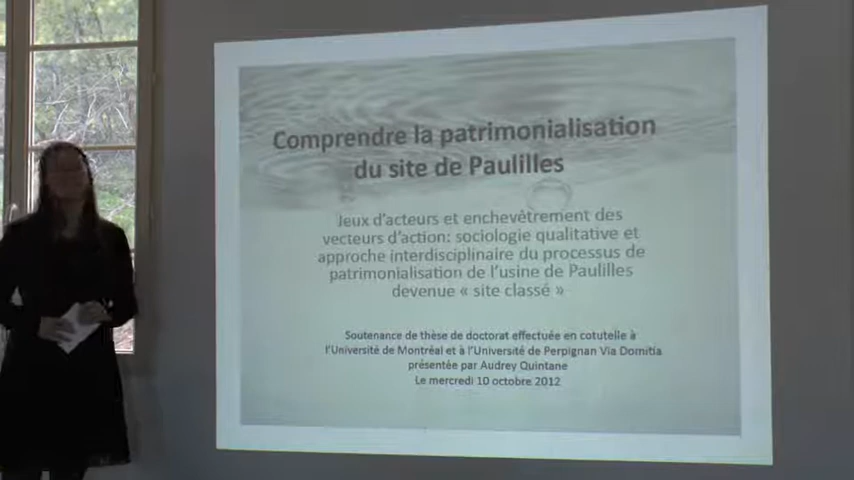 Comprendre la patrimonialisation
du site de Paulilles
Jeux d'acteurs et enchevêtrement des
vecteurs d'action: sociologie qualitative et
approche interdisciplinaire du processus de
patrimonialisation de l'usine de Paulilles
devenue « site classé »
Soutenance de thèse de doctorat effectuée en cotutelle à
l'Université de Montréal et à l'Université de Perpignan Via Domitia
présentée par Audrey Quintane
Le mercredi 10 octobre 2012